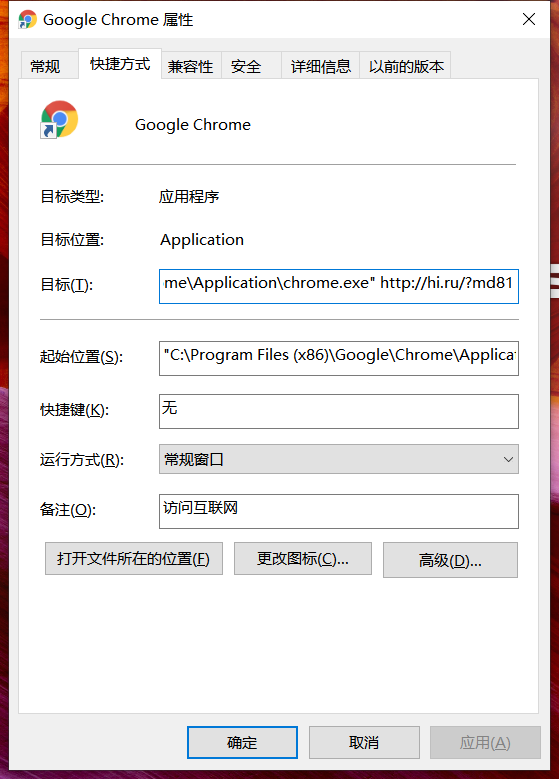 Google Chrome 属性
常规 快捷方式 兼容性 安全 详细信息 以前的版本
Google Chrome
目标类型: 应用程序
目标位置: Application
目标(T): me\Application\chrome.exe" http://hi.ru/?md81
起始位置(S): "C:\Program Files (x86)\Google\Chrome\Applica
快捷键(K): 无
运行方式(R): 常规窗口
备注(O): 访问互联网
打开文件所在的位置(F) 更改图标(C)... 高级(D)...
确定 取消 应用(A)